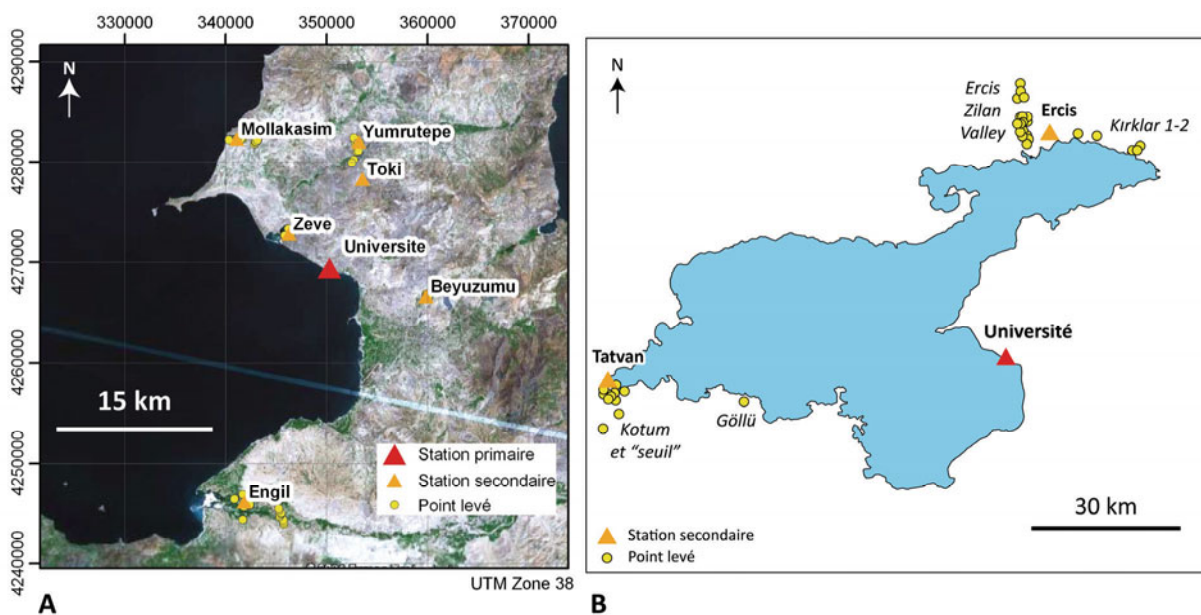 330000 340000 350000 360000 370000
4290000
4280000
4270000
4260000
4250000
4240000
N
Mollakasim
Yumrutepe
Toki
Zeve
Universite
Beyuzumu
15 km
Station primaire
Station secondaire
Point levé
Engil
UTM Zone 38
A
N
Ercis
Zilan
Valley
Ercis
Kırklar 1-2
Université
Tatvan
Kotum
et “seuil”
Göllü
30 km
Station secondaire
Point levé
B